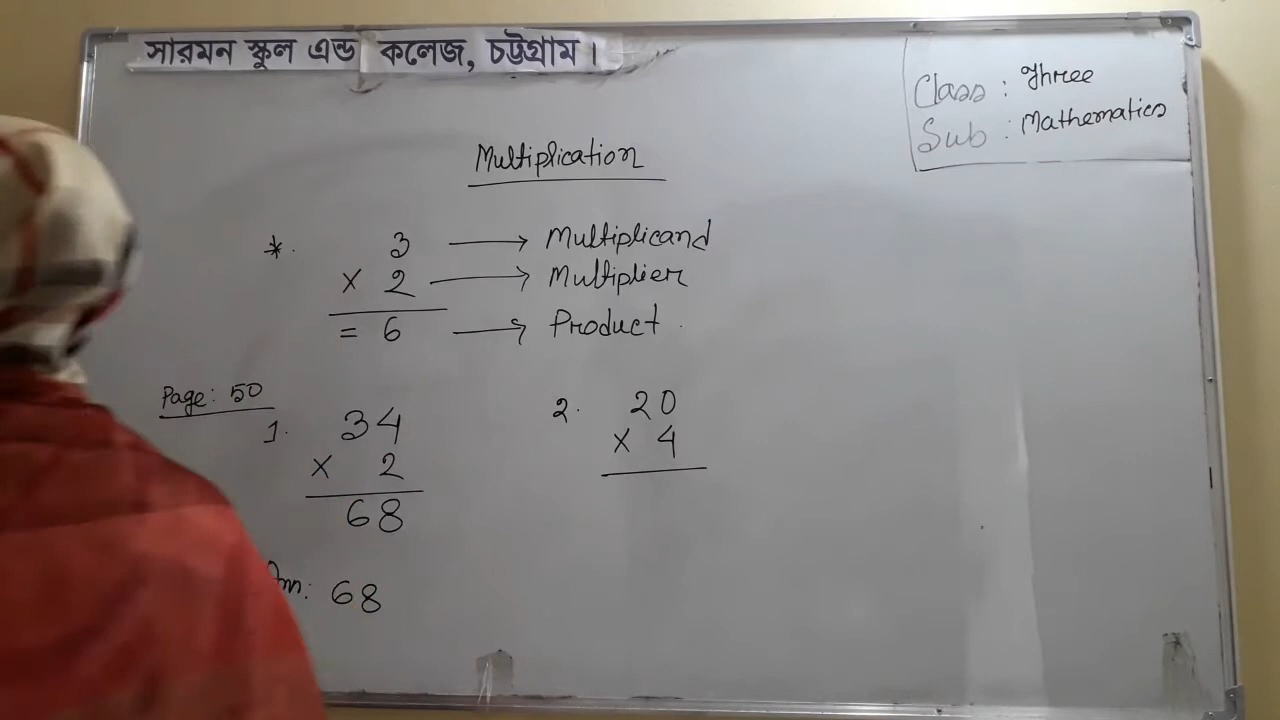 সারমন স্কুল এন্ড কলেজ, চট্টগ্রাম।
Class : Three
Sub : Mathematics
Multiplication
*. 3 → Multiplicand
× 2 → Multiplier
= 6 → Product.
Page: 50
1. 34
× 2
68
Ans: 68
2. 20
× 4